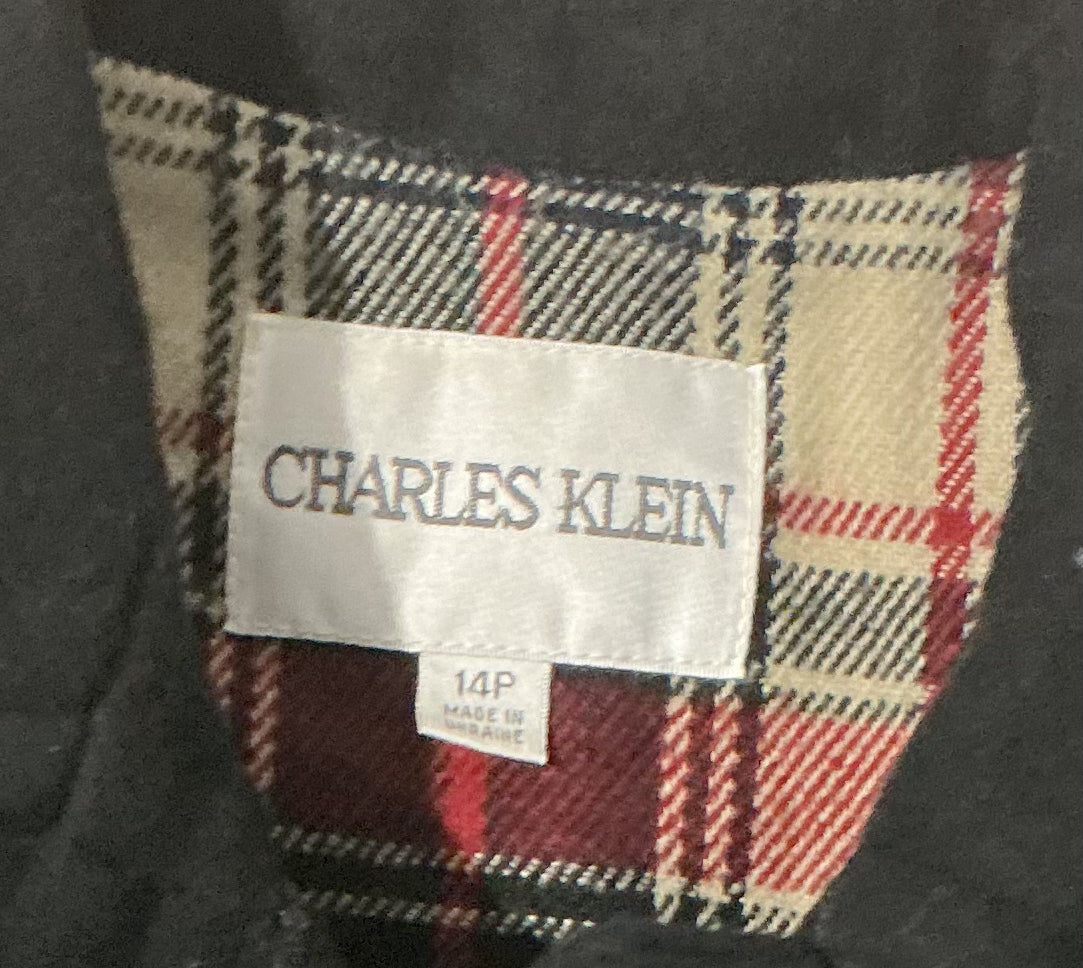 CHARLES KLEIN
14P
MADE IN
UKRAINE